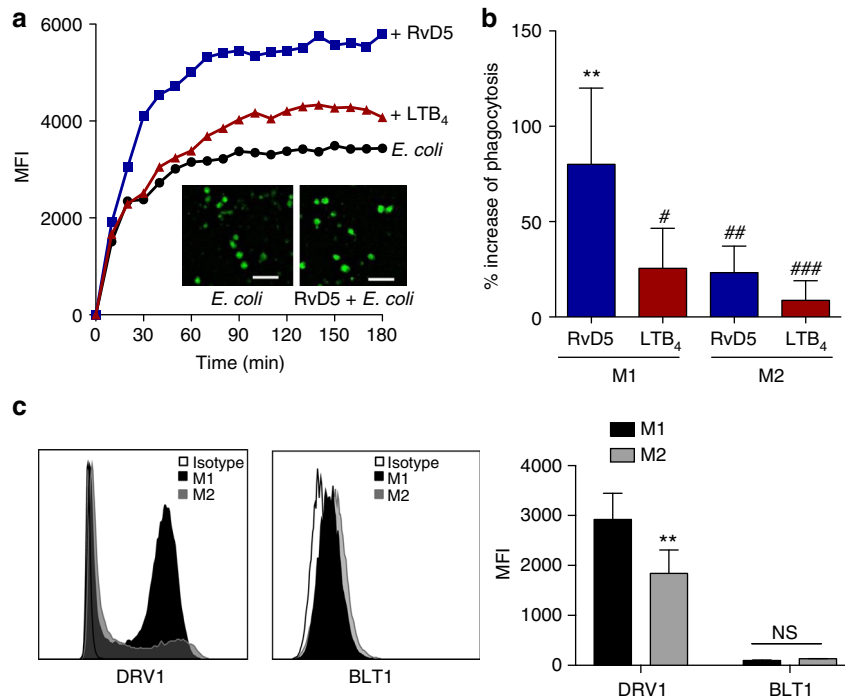 a
6000
4000
2000
0
MFI
+ RvD5
+ LTB4
E. coli
E. coli
RvD5 + E. coli
0 30 60 90 120 150 180
Time (min)
b
150
100
50
0
% increase of phagocytosis
**
#
##
###
RvD5 LTB4 RvD5 LTB4
M1 M2
c
Isotype
M1
M2
DRV1
Isotype
M1
M2
BLT1
M1
M2
4000
3000
2000
1000
0
MFI
**
NS
DRV1 BLT1